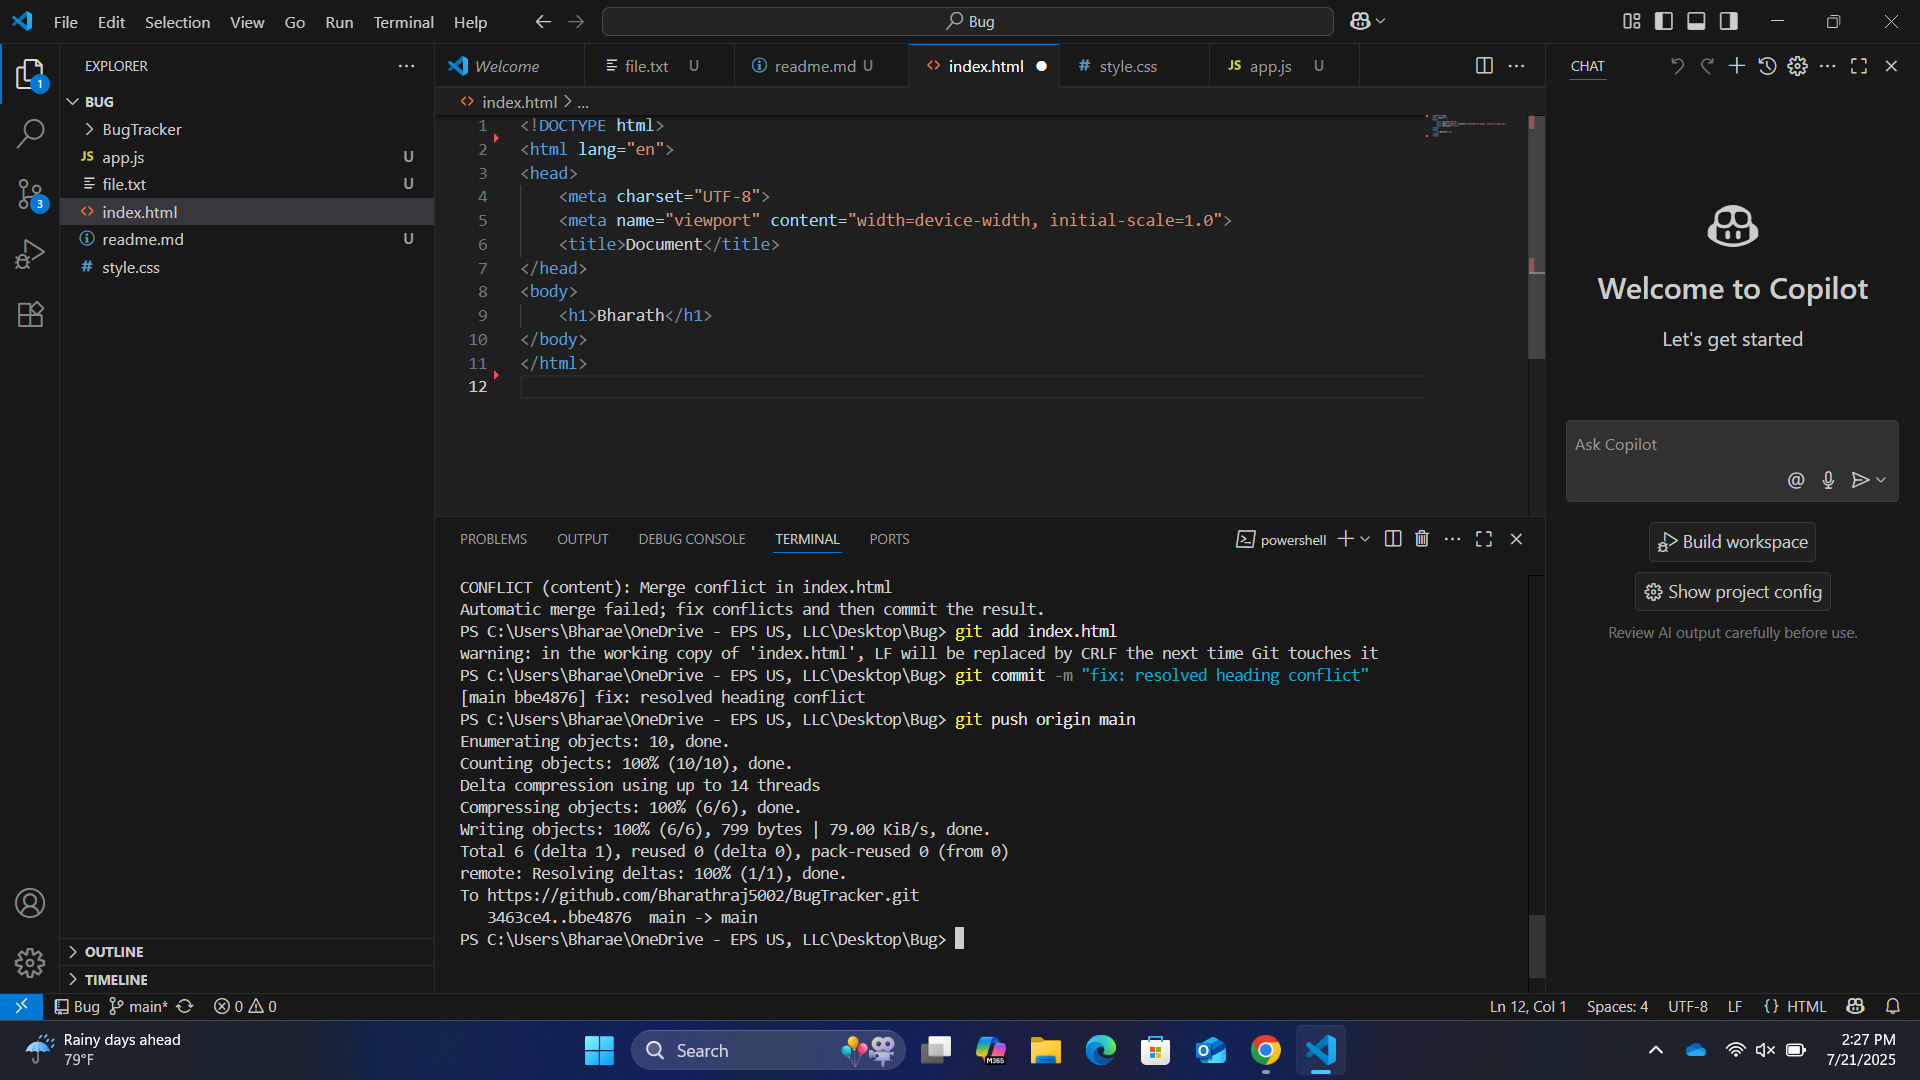 File Edit Selection View Go Run Terminal Help
Bug
EXPLORER
BUG
BugTracker
app.js U
file.txt U
index.html
readme.md U
style.css
OUTLINE
TIMELINE
1
3
Welcome
file.txt U
readme.md U
index.html
style.css
JS app.js U
index.html > ...
1 <!DOCTYPE html>
2 <html lang="en">
3 <head>
4 <meta charset="UTF-8">
5 <meta name="viewport" content="width=device-width, initial-scale=1.0">
6 <title>Document</title>
7 </head>
8 <body>
9 <h1>Bharath</h1>
10 </body>
11 </html>
12
PROBLEMS OUTPUT DEBUG CONSOLE TERMINAL PORTS
powershell
CONFLICT (content): Merge conflict in index.html
Automatic merge failed; fix conflicts and then commit the result.
PS C:\Users\Bharae\OneDrive - EPS US, LLC\Desktop\Bug> git add index.html
warning: in the working copy of 'index.html', LF will be replaced by CRLF the next time Git touches it
PS C:\Users\Bharae\OneDrive - EPS US, LLC\Desktop\Bug> git commit -m "fix: resolved heading conflict"
[main bbe4876] fix: resolved heading conflict
PS C:\Users\Bharae\OneDrive - EPS US, LLC\Desktop\Bug> git push origin main
Enumerating objects: 10, done.
Counting objects: 100% (10/10), done.
Delta compression using up to 14 threads
Compressing objects: 100% (6/6), done.
Writing objects: 100% (6/6), 799 bytes | 79.00 KiB/s, done.
Total 6 (delta 1), reused 0 (delta 0), pack-reused 0 (from 0)
remote: Resolving deltas: 100% (1/1), done.
To https://github.com/Bharathraj5002/BugTracker.git
3463ce4..bbe4876 main -> main
PS C:\Users\Bharae\OneDrive - EPS US, LLC\Desktop\Bug>
CHAT
Welcome to Copilot
Let's get started
Ask Copilot
Build workspace
Show project config
Review AI output carefully before use.
Bug main* 0 0
Ln 12, Col 1 Spaces: 4 UTF-8 LF {} HTML
Rainy days ahead
79°F
Search
M365
2:27 PM
7/21/2025